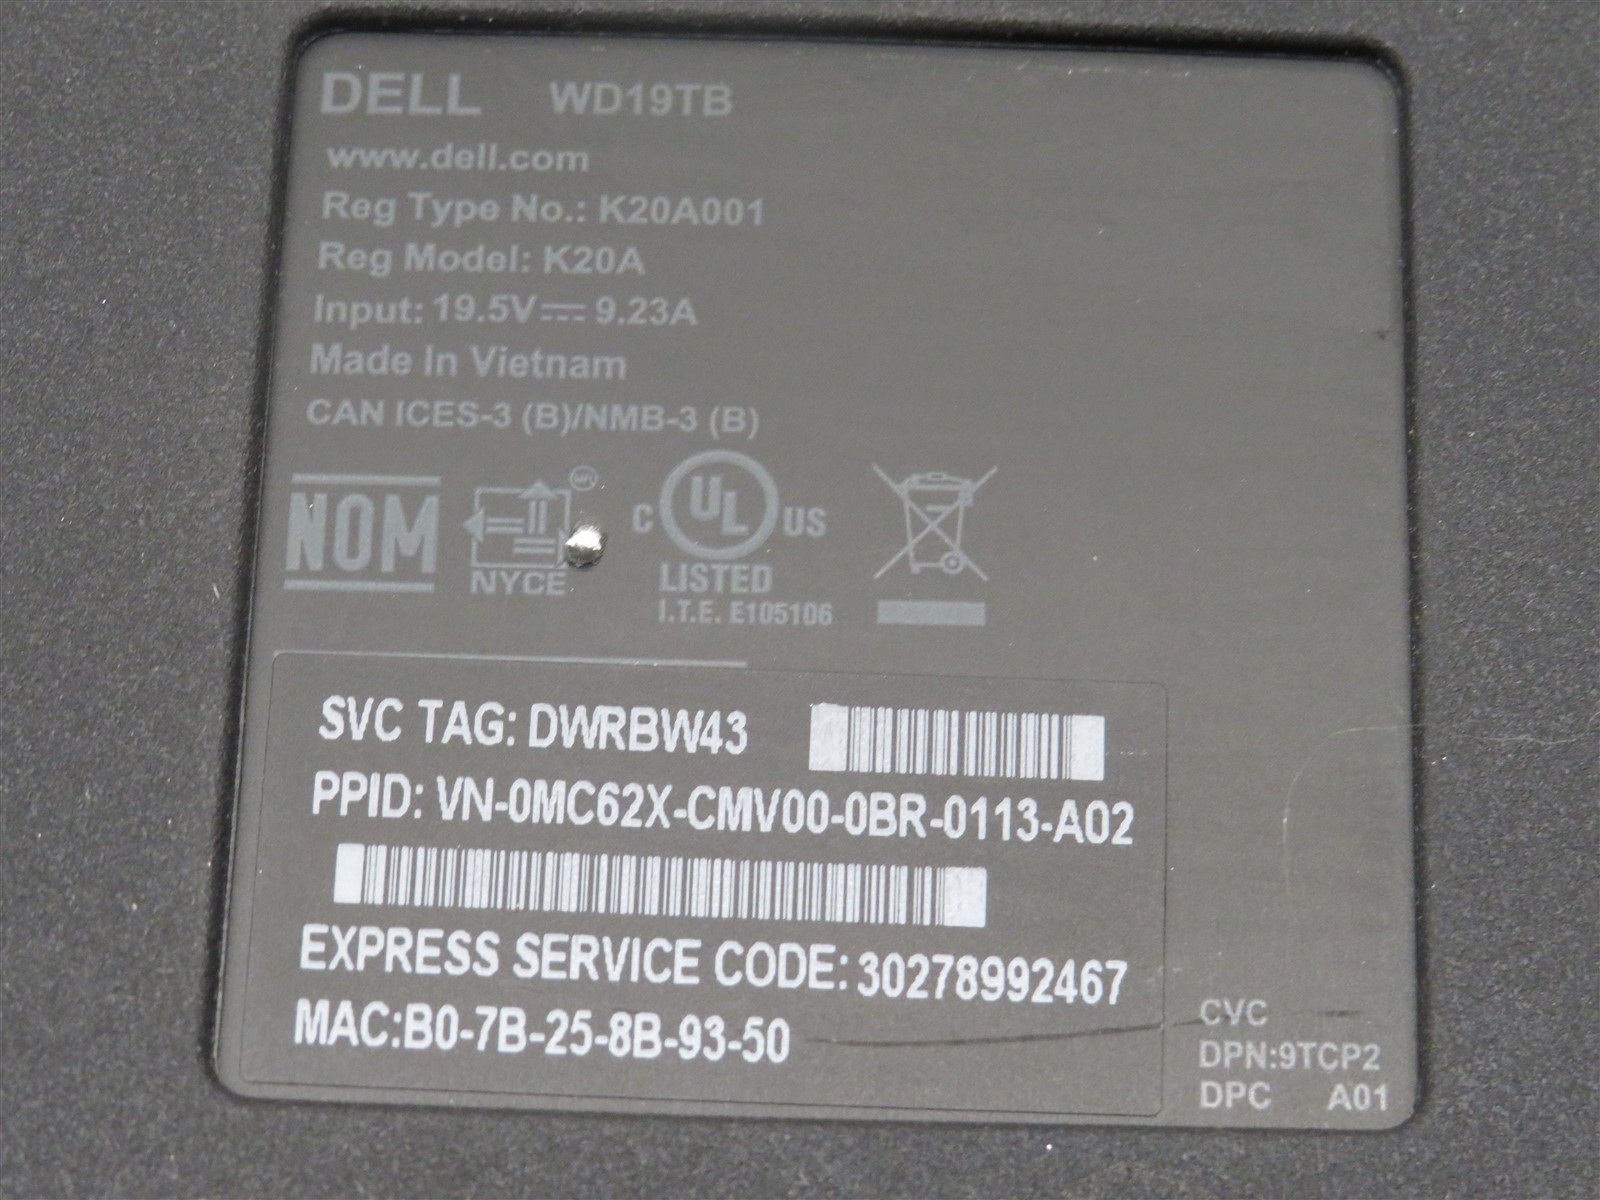 DELL WD19TB
www.dell.com
Reg Type No.: K20A001
Reg Model: K20A
Input: 19.5V⎓9.23A
Made In Vietnam
CAN ICES-3 (B)/NMB-3 (B)
NOM
NYCE
C UL US
LISTED
I.T.E. E105106
SVC TAG: DWRBW43
PPID: VN-0MC62X-CMV00-0BR-0113-A02
EXPRESS SERVICE CODE: 30278992467
MAC:B0-7B-25-8B-93-50
CVC
DPN:9TCP2
DPC A01